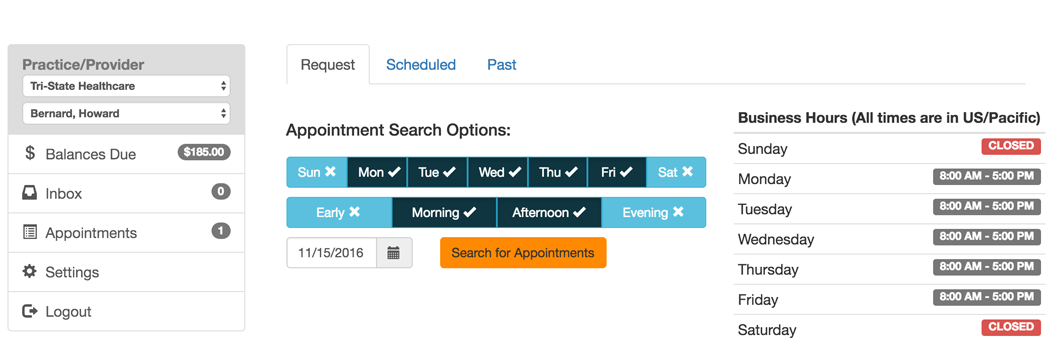 Practice/Provider
Tri-State Healthcare
Bernard, Howard
Balances Due $185.00
Inbox 0
Appointments 1
Settings
Logout
Request Scheduled Past
Appointment Search Options:
Sun Mon Tue Wed Thu Fri Sat
Early Morning Afternoon Evening
11/15/2016 Search for Appointments
Business Hours (All times are in US/Pacific)
Sunday CLOSED
Monday 8:00 AM - 5:00 PM
Tuesday 8:00 AM - 5:00 PM
Wednesday 8:00 AM - 5:00 PM
Thursday 8:00 AM - 5:00 PM
Friday 8:00 AM - 5:00 PM
Saturday CLOSED